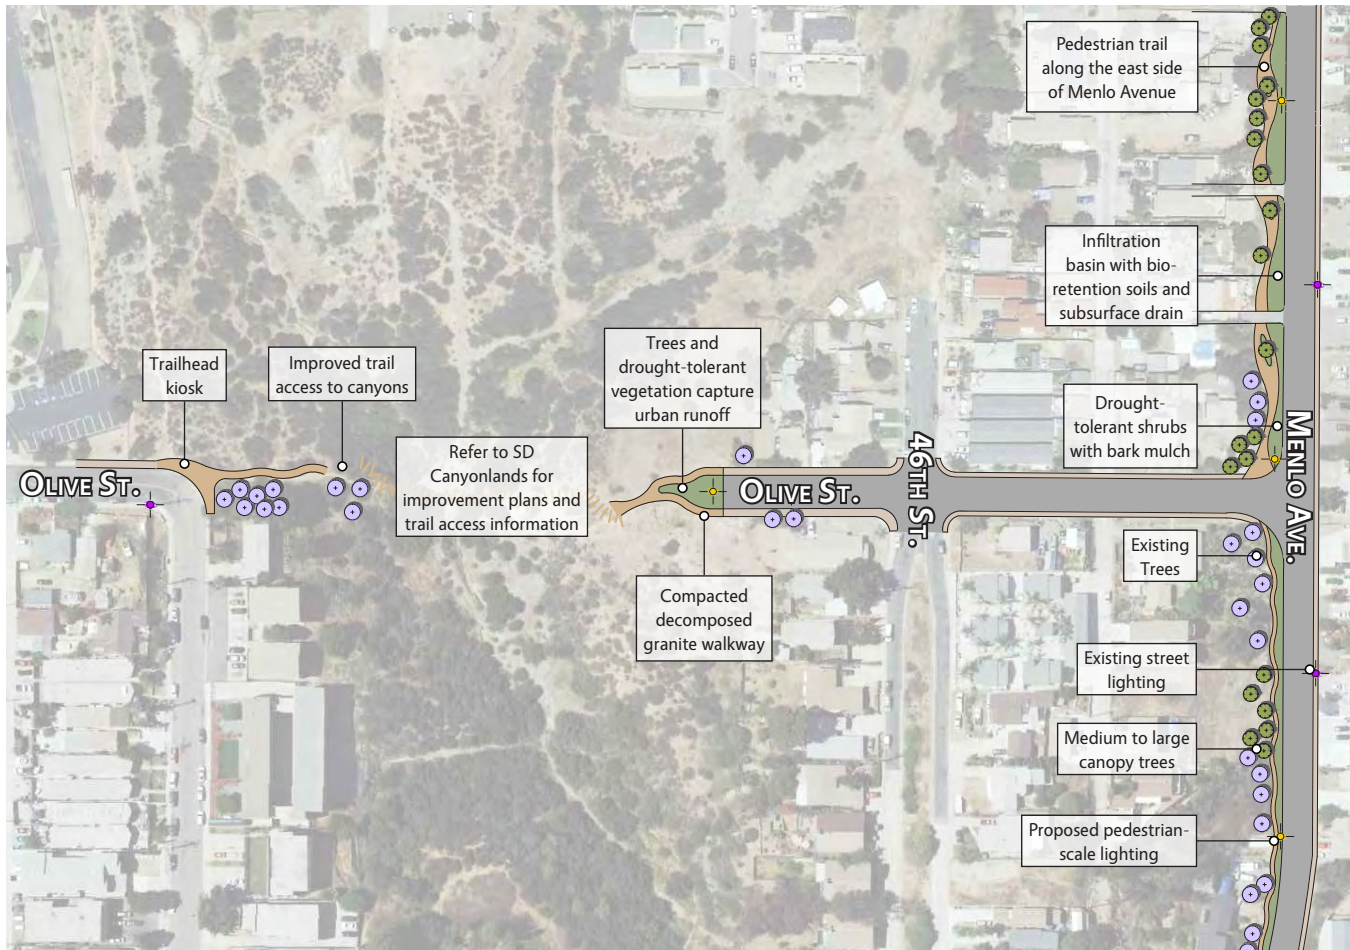 Pedestrian trail
along the east side
of Menlo Avenue
Infiltration
basin with bio-
retention soils and
subsurface drain
Trailhead
kiosk
Improved trail
access to canyons
Trees and
drought-tolerant
vegetation capture
urban runoff
Drought-
tolerant shrubs
with bark mulch
Refer to SD
Canyonlands for
improvement plans and
trail access information
OLIVE ST.
OLIVE ST.
46TH ST.
MENLO AVE.
Existing
Trees
Compacted
decomposed
granite walkway
Existing street
lighting
Medium to large
canopy trees
Proposed pedestrian-
scale lighting